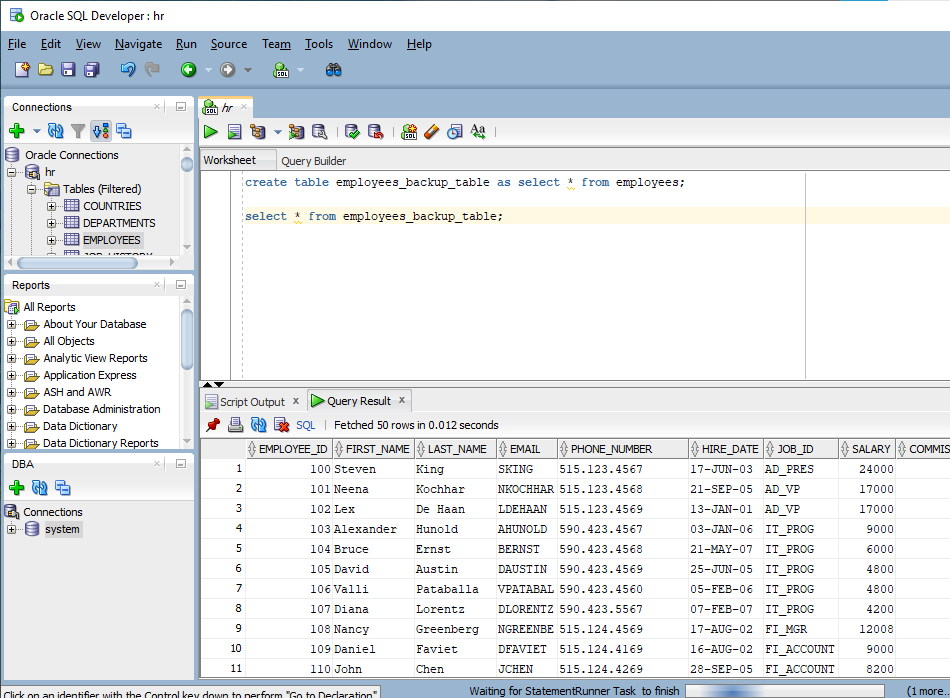 Oracle SQL Developer : hr
File Edit View Navigate Run Source Team Tools Window Help
Connections
Oracle Connections
hr
Tables (Filtered)
COUNTRIES
DEPARTMENTS
EMPLOYEES
JOB_HISTORY
Reports
All Reports
About Your Database
All Objects
Analytic View Reports
Application Express
ASH and AWR
Database Administration
Data Dictionary
Data Dictionary Reports
DBA
Connections
system
hr
Worksheet Query Builder
create table employees_backup_table as select * from employees;
select * from employees_backup_table;
Script Output x Query Result x
SQL | Fetched 50 rows in 0.012 seconds
EMPLOYEE_ID FIRST_NAME LAST_NAME EMAIL PHONE_NUMBER HIRE_DATE JOB_ID SALARY COMMIS
1 100 Steven King SKING 515.123.4567 17-JUN-03 AD_PRES 24000
2 101 Neena Kochhar NKOCHHAR 515.123.4568 21-SEP-05 AD_VP 17000
3 102 Lex De Haan LDEHAAN 515.123.4569 13-JAN-01 AD_VP 17000
4 103 Alexander Hunold AHUNOLD 590.423.4567 03-JAN-06 IT_PROG 9000
5 104 Bruce Ernst BERNST 590.423.4568 21-MAY-07 IT_PROG 6000
6 105 David Austin DAUSTIN 590.423.4569 25-JUN-05 IT_PROG 4800
7 106 Valli Pataballa VPATABAL 590.423.4560 05-FEB-06 IT_PROG 4800
8 107 Diana Lorentz DLORENTZ 590.423.5567 07-FEB-07 IT_PROG 4200
9 108 Nancy Greenberg NGREENBE 515.124.4569 17-AUG-02 FI_MGR 12008
10 109 Daniel Faviet DFAVIET 515.124.4169 16-AUG-02 FI_ACCOUNT 9000
11 110 John Chen JCHEN 515.124.4269 28-SEP-05 FI_ACCOUNT 8200
Click on an identifier with the Control key down to perform "Go to Declaration"
Waiting for StatementRunner Task to finish
(1 more